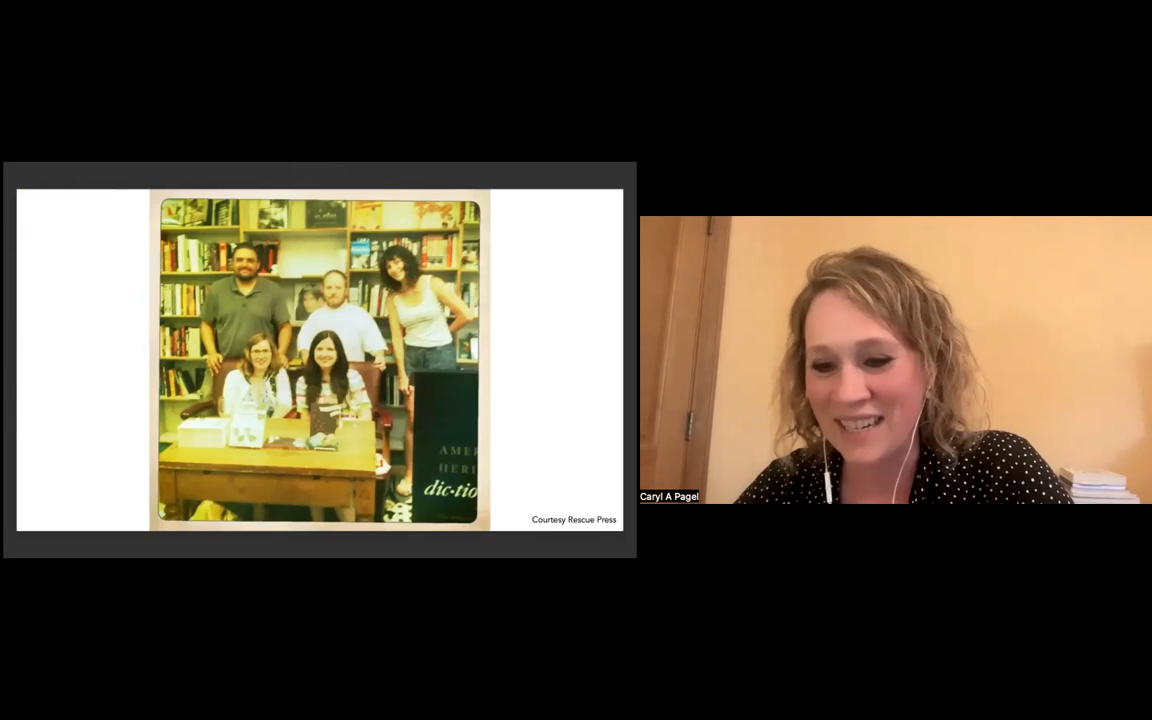 AMER
HERI
dic·tio
Courtesy Rescue Press
Caryl A Pagel